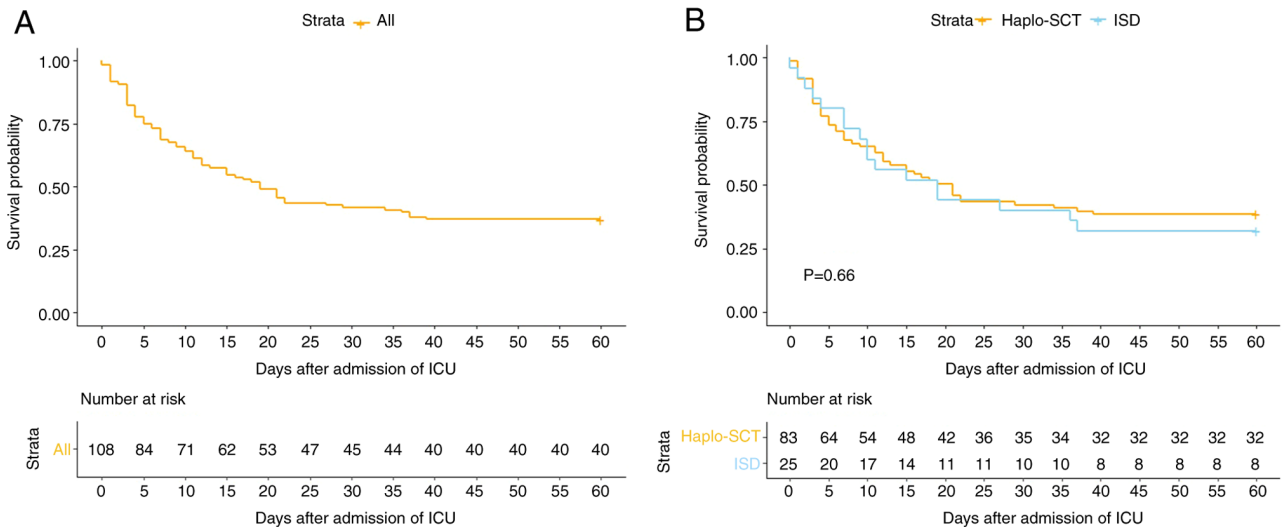 A
Strata All
Survival probability
1.00
0.75
0.50
0.25
0.00
0 5 10 15 20 25 30 35 40 45 50 55 60
Days after admission of ICU
Number at risk
Strata
All 108 84 71 62 53 47 45 44 40 40 40 40 40
0 5 10 15 20 25 30 35 40 45 50 55 60
Days after admission of ICU
B
Strata Haplo-SCT ISD
Survival probability
1.00
0.75
0.50
0.25
0.00
P=0.66
0 5 10 15 20 25 30 35 40 45 50 55 60
Days after admission of ICU
Number at risk
Strata
Haplo-SCT 83 64 54 48 42 36 35 34 32 32 32 32 32
ISD 25 20 17 14 11 11 10 10 8 8 8 8 8
0 5 10 15 20 25 30 35 40 45 50 55 60
Days after admission of ICU